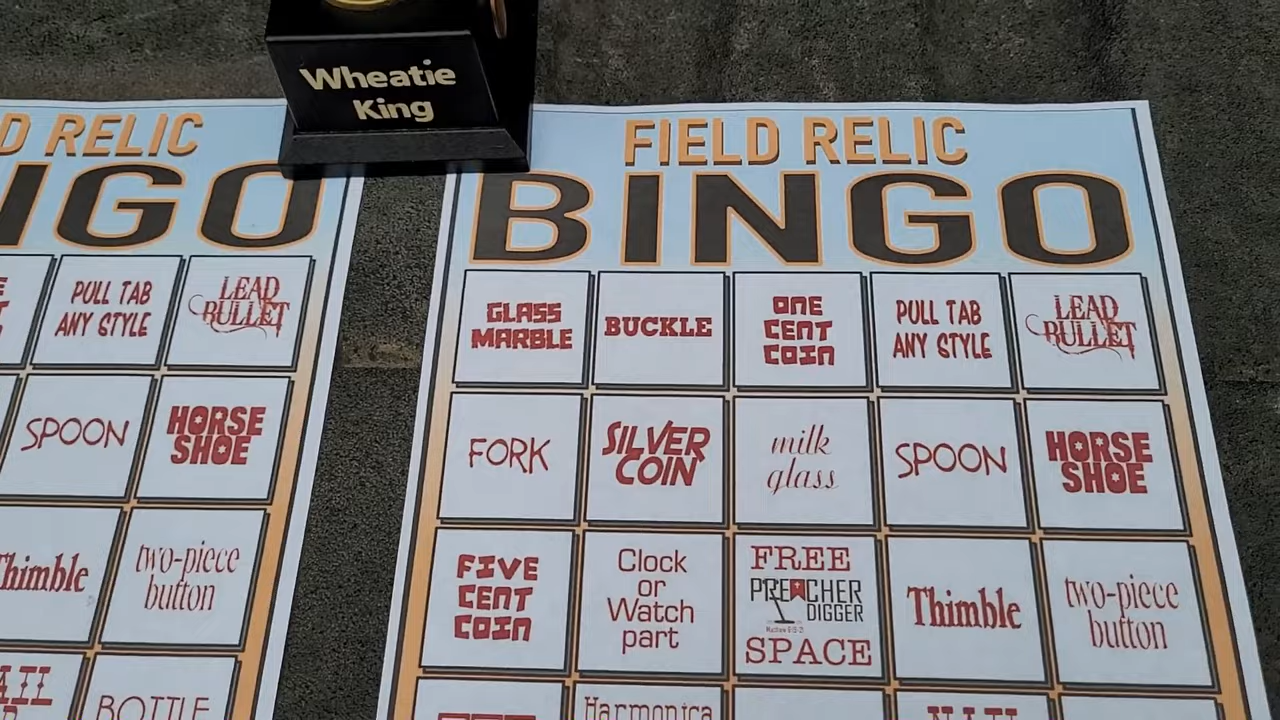 Wheatie
King
D RELIC
NGO
PULL TAB
ANY STYLE
LEAD
BULLET
SPOON
HORSE
SHOE
Thimble
two-piece
button
BOTTLE
FIELD RELIC
BINGO
GLASS
MARBLE
BUCKLE
ONE
CENT
COIN
PULL TAB
ANY STYLE
LEAD
BULLET
FORK
SILVER
COIN
milk
glass
SPOON
HORSE
SHOE
FIVE
CENT
COIN
Clock
or
Watch
part
FREE
PREACHER
DIGGER
SPACE
Thimble
two-piece
button
Harmonica
NAIL